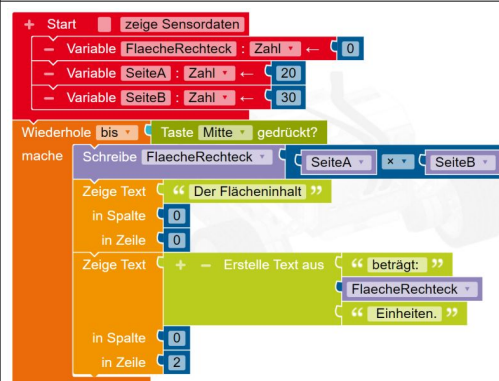 + Start zeige Sensordaten
− Variable FlaecheRechteck : Zahl ← 0
− Variable SeiteA : Zahl ← 20
− Variable SeiteB : Zahl ← 30
Wiederhole bis Taste Mitte gedrückt?
mache Schreibe FlaecheRechteck SeiteA × SeiteB
Zeige Text “ Der Flächeninhalt ”
in Spalte 0
in Zeile 0
Zeige Text + − Erstelle Text aus “ beträgt: ”
FlaecheRechteck
“ Einheiten. ”
in Spalte 0
in Zeile 2